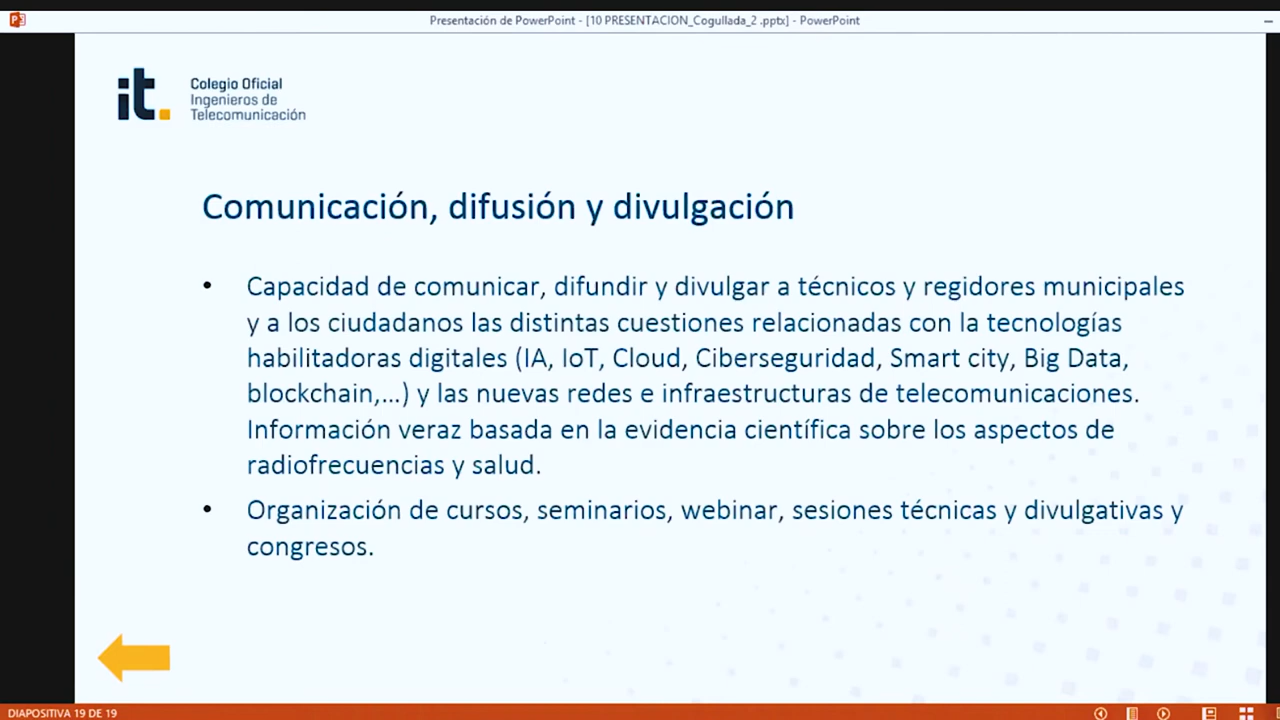 Presentación de PowerPoint - [10 PRESENTACION_Cogullada_2 .pptx] - PowerPoint
it.
Colegio Oficial
Ingenieros de
Telecomunicación
Comunicación, difusión y divulgación
• Capacidad de comunicar, difundir y divulgar a técnicos y regidores municipales
y a los ciudadanos las distintas cuestiones relacionadas con la tecnologías
habilitadoras digitales (IA, IoT, Cloud, Ciberseguridad, Smart city, Big Data,
blockchain,...) y las nuevas redes e infraestructuras de telecomunicaciones.
Información veraz basada en la evidencia científica sobre los aspectos de
radiofrecuencias y salud.
• Organización de cursos, seminarios, webinar, sesiones técnicas y divulgativas y
congresos.
DIAPOSITIVA 19 DE 19